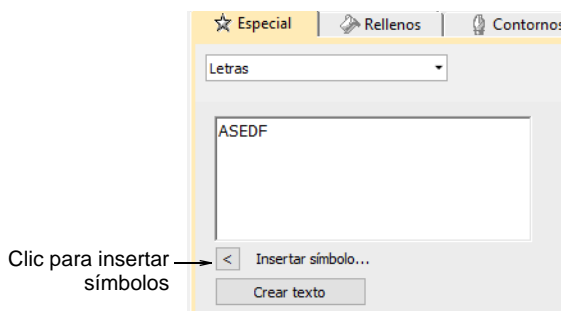 Especial Rellenos Contornos
Letras
ASEDF
Clic para insertar
símbolos
< Insertar símbolo...
Crear texto